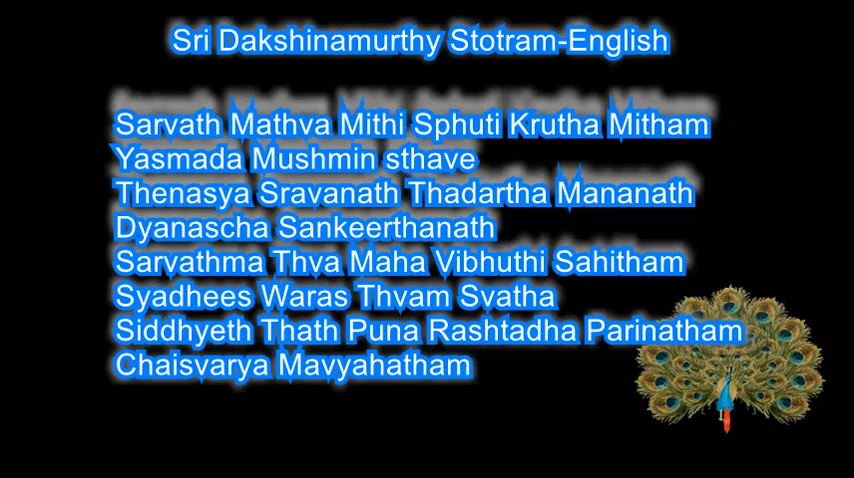 Sri Dakshinamurthy Stotram-English
Sarvath Mathva Mithi Sphuti Krutha Mitham
Yasmada Mushmin sthave
Thenasya Sravanath Thadartha Mananath
Dyanascha Sankeerthanath
Sarvathma Thva Maha Vibhuthi Sahitham
Syadhees Waras Thvam Svatha
Siddhyeth Thath Puna Rashtadha Parinatham
Chaisvarya Mavyahatham